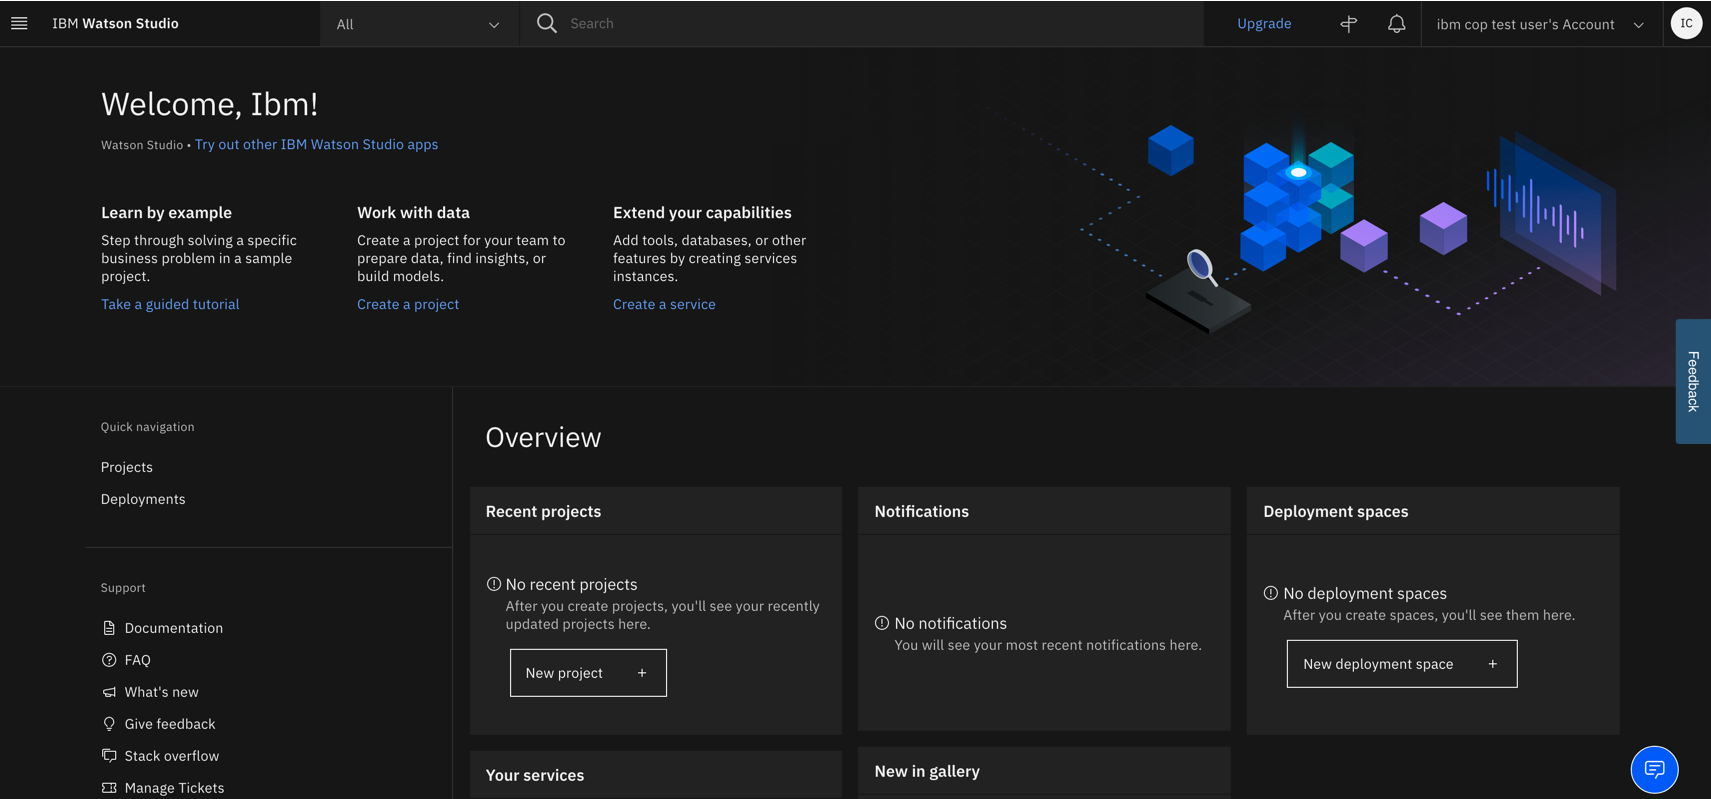 IBM Watson Studio
All
Search
Upgrade
ibm cop test user's Account
IC
Welcome, Ibm!
Watson Studio • Try out other IBM Watson Studio apps
Learn by example
Step through solving a specific
business problem in a sample
project.
Take a guided tutorial
Work with data
Create a project for your team to
prepare data, find insights, or
build models.
Create a project
Extend your capabilities
Add tools, databases, or other
features by creating services
instances.
Create a service
Feedback
Quick navigation
Projects
Deployments
Support
Documentation
FAQ
What's new
Give feedback
Stack overflow
Manage Tickets
Overview
Recent projects
No recent projects
After you create projects, you'll see your recently
updated projects here.
New project +
Notifications
No notifications
You will see your most recent notifications here.
Deployment spaces
No deployment spaces
After you create spaces, you'll see them here.
New deployment space +
Your services
New in gallery